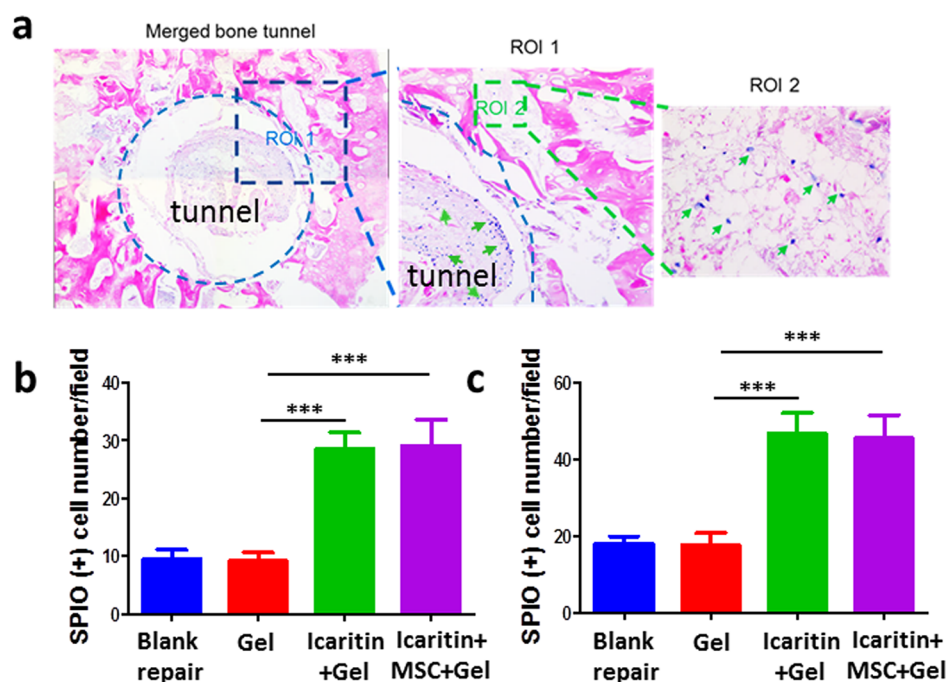 a
Merged bone tunnel
ROI 1
ROI 2
ROI 1
ROI 2
tunnel
tunnel
b
SPIO (+) cell number/field
40
30
20
10
0
***
***
Blank
repair
Gel
Icaritin
+Gel
Icaritin+
MSC+Gel
c
SPIO (+) cell number/field
60
40
20
0
***
***
Blank
repair
Gel
Icaritin
+Gel
Icaritin+
MSC+Gel